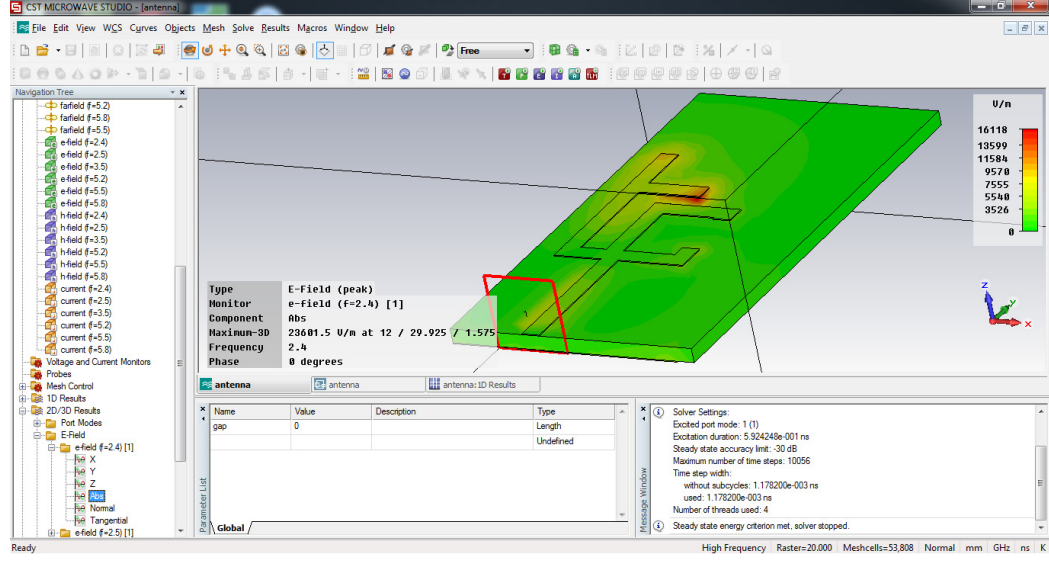 CST MICROWAVE STUDIO - [antenna]
File Edit View WCS Curves Objects Mesh Solve Results Macros Window Help
Free
Navigation Tree
farfield (f=5.2)
farfield (f=5.8)
farfield (f=5.5)
e-field (f=2.4)
e-field (f=2.5)
e-field (f=3.5)
e-field (f=5.2)
e-field (f=5.5)
e-field (f=5.8)
h-field (f=2.4)
h-field (f=2.5)
h-field (f=3.5)
h-field (f=5.2)
h-field (f=5.5)
h-field (f=5.8)
current (f=2.4)
current (f=2.5)
current (f=3.5)
current (f=5.2)
current (f=5.5)
current (f=5.8)
Voltage and Current Monitors
Probes
Mesh Control
1D Results
2D/3D Results
Port Modes
E-Field
e-field (f=2.4) [1]
X
Y
Z
Abs
Normal
Tangential
e-field (f=2.5) [1]
V/m
16118
13599
11584
9570
7555
5540
3526
0
Type E-Field (peak)
Monitor e-field (f=2.4) [1]
Component Abs
Maximum-3D 23601.5 V/m at 12 / 29.925 / 1.575
Frequency 2.4
Phase 0 degrees
z
y
x
antenna antenna antenna: 1D Results
Parameter List
Name Value Description Type
gap 0 Length
Undefined
Global
Message Window
Solver Settings:
Excited port mode: 1 (1)
Excitation duration: 5.924248e-001 ns
Steady state accuracy limit: -30 dB
Maximum number of time steps: 10056
Time step width:
without subcycles: 1.178200e-003 ns
used: 1.178200e-003 ns
Number of threads used: 4
Steady state energy criterion met, solver stopped.
Ready High Frequency Raster=20.000 Meshcells=53,808 Normal mm GHz ns K